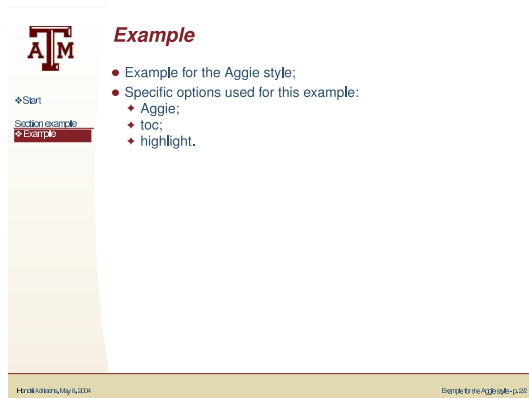 ATM
Example
Example for the Aggie style;
Specific options used for this example:
Aggie;
toc;
highlight.
Start
Section example
Example
Hendri Adriaens, May 8, 2004
Example for the Aggie style - p. 2/2